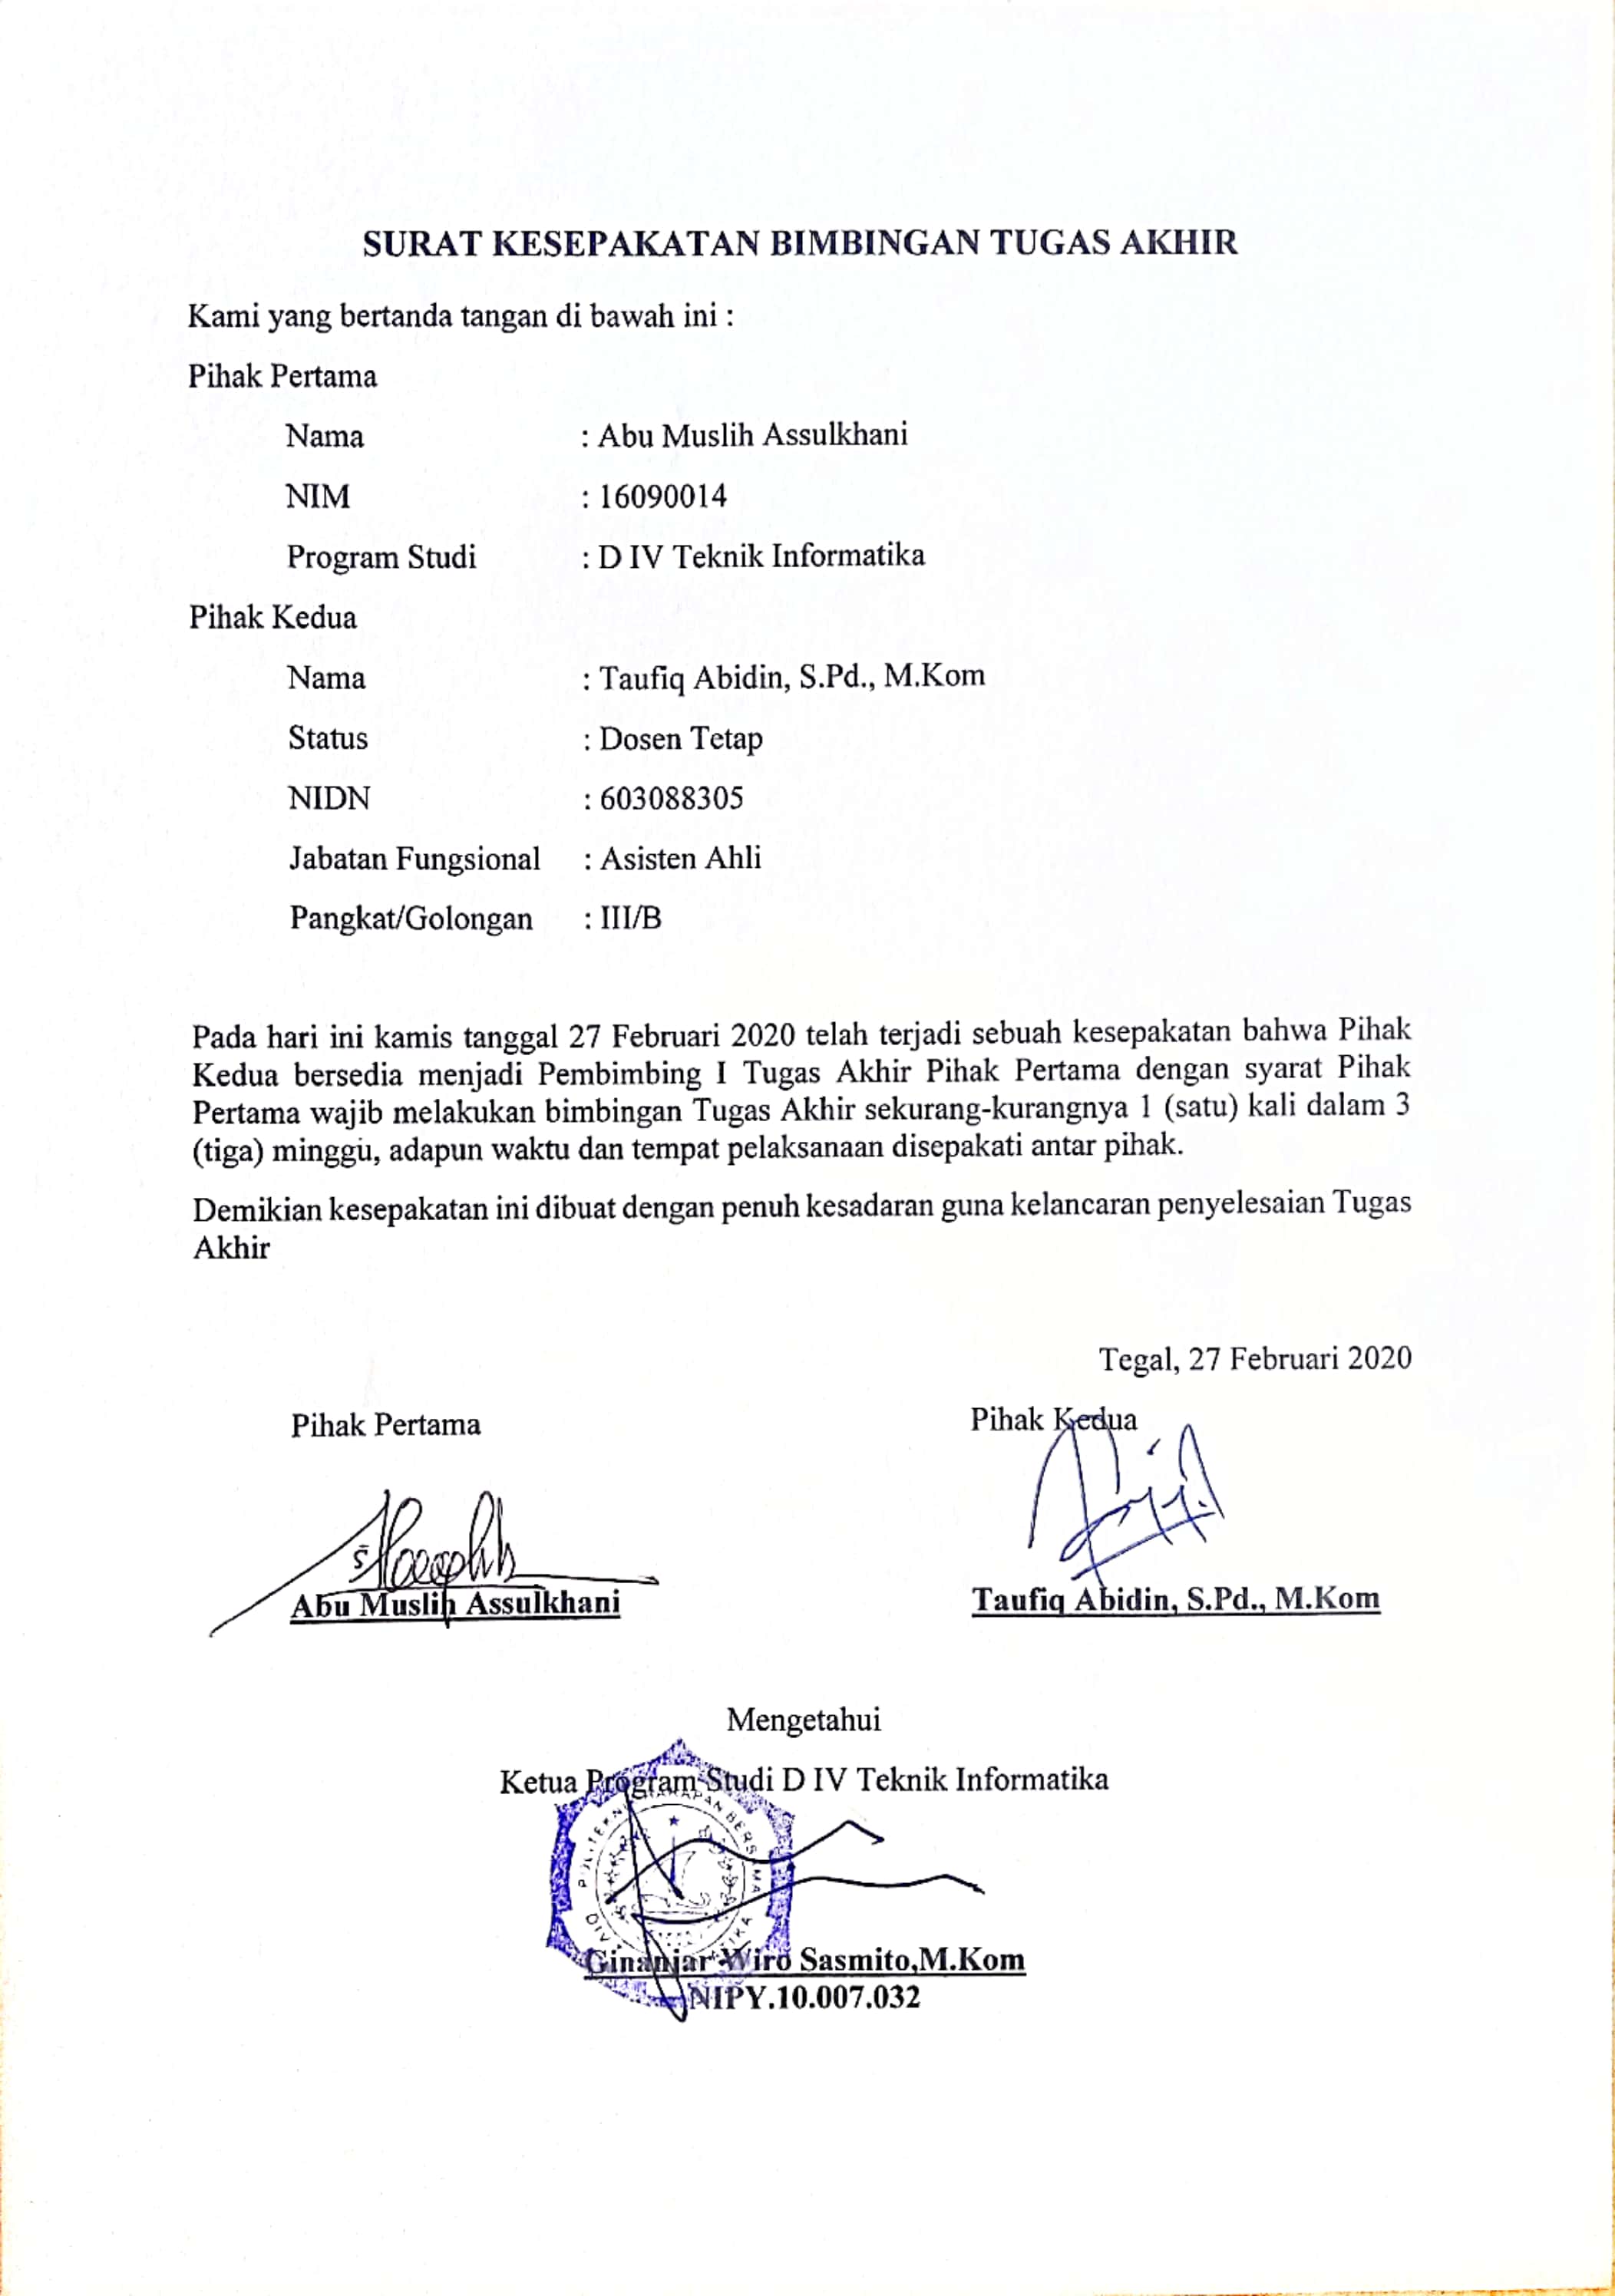 SURAT KESEPAKATAN BIMBINGAN TUGAS AKHIR
Kami yang bertanda tangan di bawah ini :
Pihak Pertama
Nama : Abu Muslih Assulkhani
NIM : 16090014
Program Studi : D IV Teknik Informatika
Pihak Kedua
Nama : Taufiq Abidin, S.Pd., M.Kom
Status : Dosen Tetap
NIDN : 603088305
Jabatan Fungsional : Asisten Ahli
Pangkat/Golongan : III/B
Pada hari ini kamis tanggal 27 Februari 2020 telah terjadi sebuah kesepakatan bahwa Pihak
Kedua bersedia menjadi Pembimbing I Tugas Akhir Pihak Pertama dengan syarat Pihak
Pertama wajib melakukan bimbingan Tugas Akhir sekurang-kurangnya 1 (satu) kali dalam 3
(tiga) minggu, adapun waktu dan tempat pelaksanaan disepakati antar pihak.
Demikian kesepakatan ini dibuat dengan penuh kesadaran guna kelancaran penyelesaian Tugas
Akhir
Tegal, 27 Februari 2020
Pihak Pertama Pihak Kedua
Abu Muslih Assulkhani Taufiq Abidin, S.Pd., M.Kom
Mengetahui
Ketua Program Studi D IV Teknik Informatika
Ginanjar Wiro Sasmito,M.Kom
NIPY.10.007.032